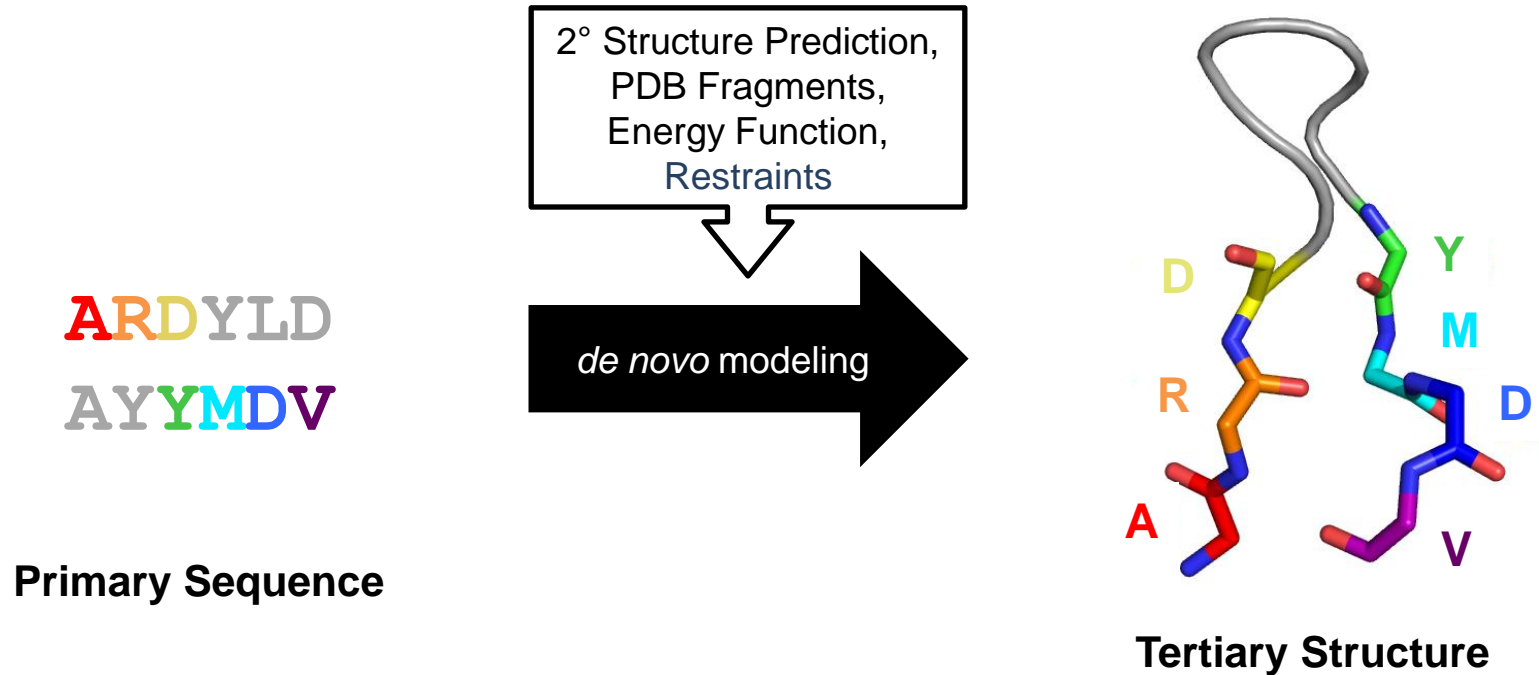 2° Structure Prediction,
PDB Fragments,
Energy Function,
Restraints
ARDYLD
AYYMDV
de novo modeling
D
R
A
Y
M
D
V
Primary Sequence
Tertiary Structure